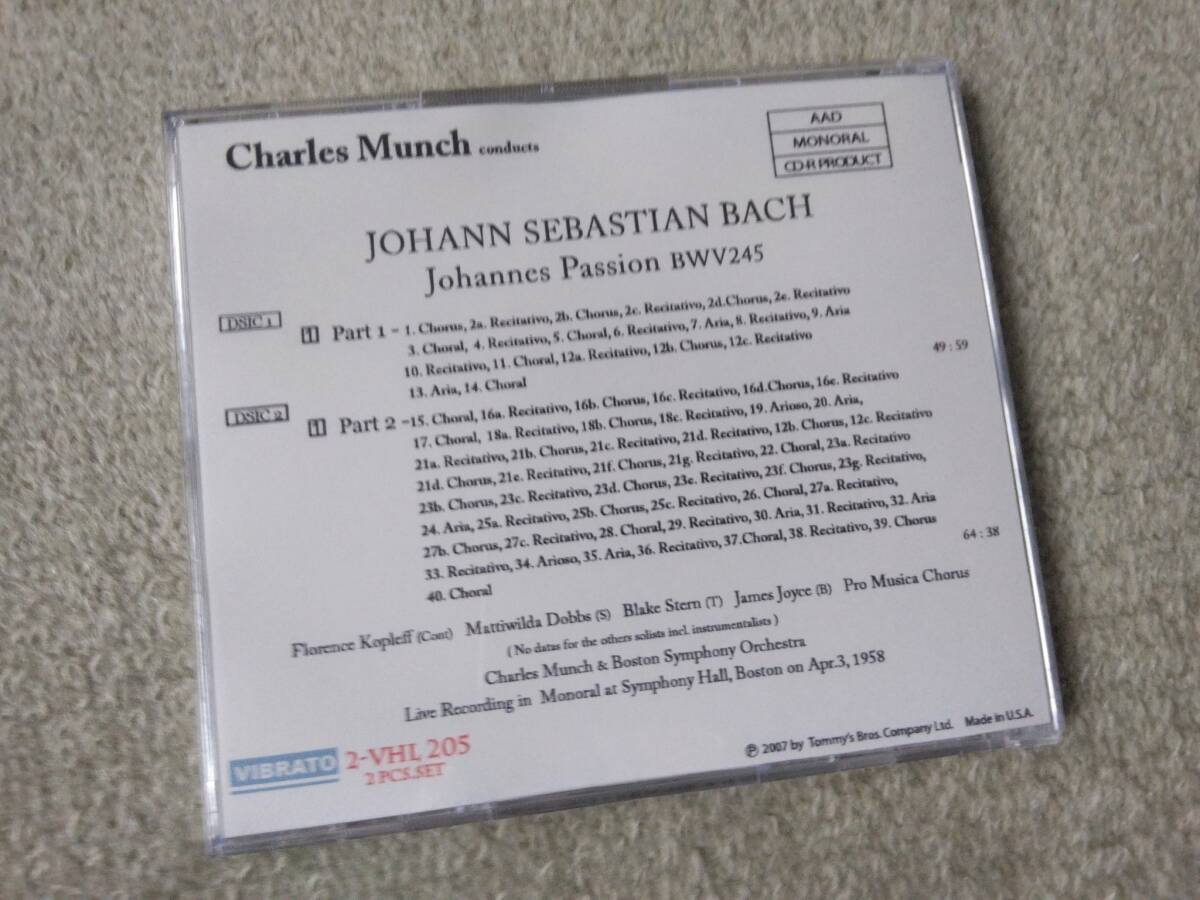 Charles Munch conducts
AAD
MONORAL
CD-R PRODUCT
JOHANN SEBASTIAN BACH
Johannes Passion BWV245
DSIC 1
1 Part 1 - 1. Chorus, 2a. Recitativo, 2b. Chorus, 2c. Recitativo, 2d.Chorus, 2e. Recitativo
3. Choral, 4. Recitativo, 5. Choral, 6. Recitativo, 7. Aria, 8. Recitativo, 9. Aria
10. Recitativo, 11. Choral, 12a. Recitativo, 12b. Chorus, 12c. Recitativo
13. Aria, 14. Choral
49 : 59
DSIC 2
1 Part 2 -15. Choral, 16a. Recitativo, 16b. Chorus, 16c. Recitativo, 16d.Chorus, 16e. Recitativo
17. Choral, 18a. Recitativo, 18b. Chorus, 18c. Recitativo, 19. Arioso, 20. Aria,
21a. Recitativo, 21b. Chorus, 21c. Recitativo, 21d. Recitativo, 12b. Chorus, 12c. Recitativo
21d. Chorus, 21e. Recitativo, 21f. Chorus, 21g. Recitativo, 22. Choral, 23a. Recitativo
23b. Chorus, 23c. Recitativo, 23d. Chorus, 23e. Recitativo, 23f. Chorus, 23g. Recitativo,
24. Aria, 25a. Recitativo, 25b. Chorus, 25c. Recitativo, 26. Choral, 27a. Recitativo,
27b. Chorus, 27c. Recitativo, 28. Choral, 29. Recitativo, 30. Aria, 31. Recitativo, 32. Aria
33. Recitativo, 34. Arioso, 35. Aria, 36. Recitativo, 37.Choral, 38. Recitativo, 39. Chorus
40. Choral
64 : 38
Florence Kopleff (Cont) Mattiwilda Dobbs (S) Blake Stern (T) James Joyce (B) Pro Musica Chorus
( No datas for the others solists incl. instrumentalists )
Charles Munch & Boston Symphony Orchestra
Live Recording in Monoral at Symphony Hall, Boston on Apr.3, 1958
VIBRATO 2-VHL 205
2 PCS.SET
℗ 2007 by Tommy's Bros. Company Ltd. Made in U.S.A.